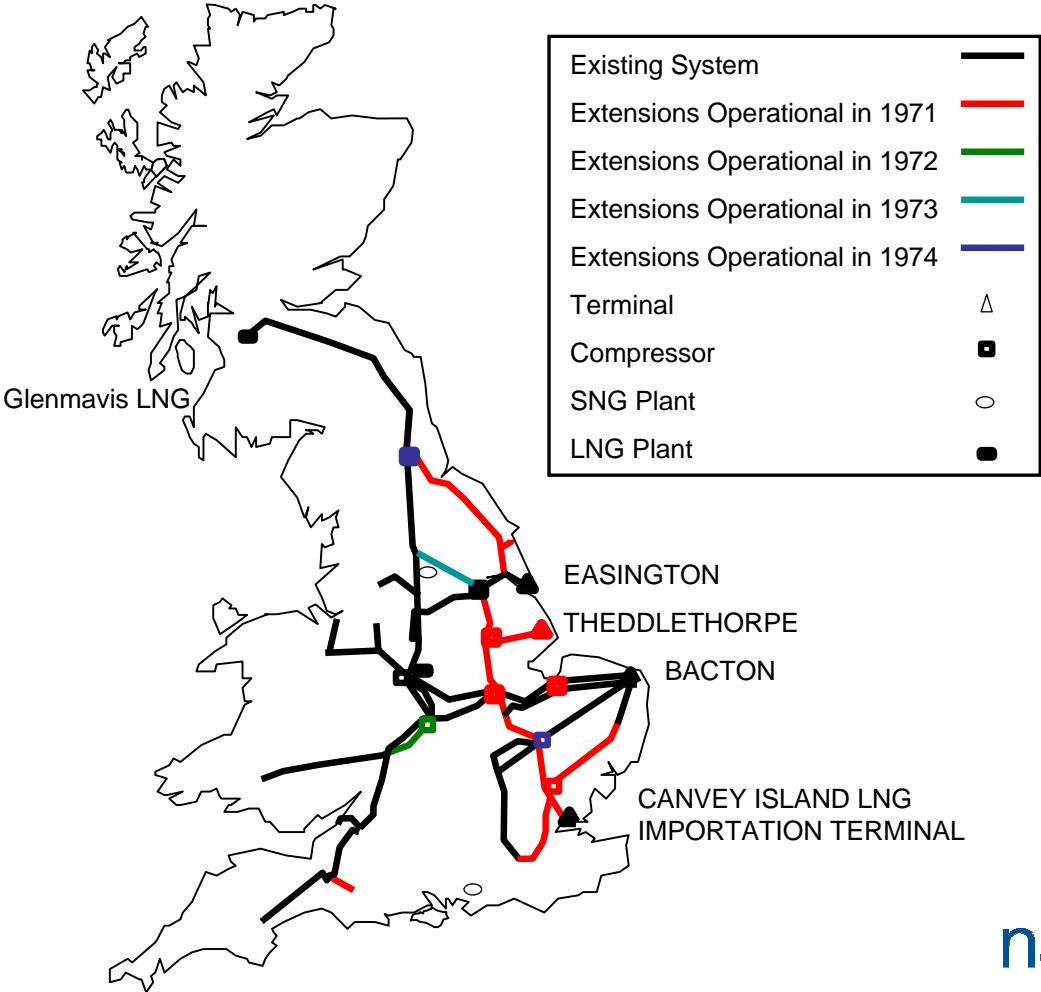 Existing System
Extensions Operational in 1971
Extensions Operational in 1972
Extensions Operational in 1973
Extensions Operational in 1974
Terminal
Compressor
SNG Plant
LNG Plant
Glenmavis LNG
EASINGTON
THEDDLETHORPE
BACTON
CANVEY ISLAND LNG
IMPORTATION TERMINAL